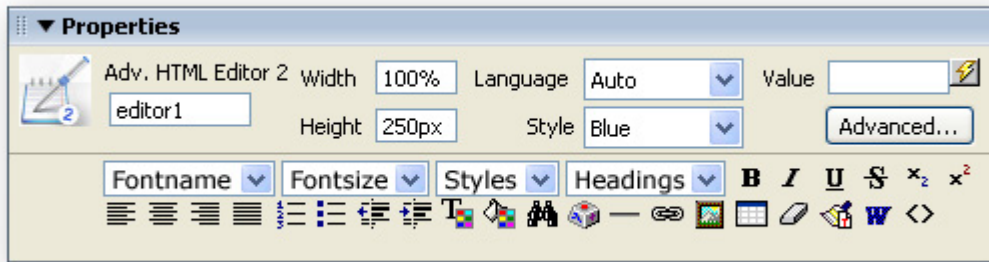 Properties
Adv. HTML Editor 2 Width 100% Language Auto Value
editor1
Height 250px Style Blue Advanced...
Fontname Fontsize Styles Headings B I U S x₂ x²
T W <>